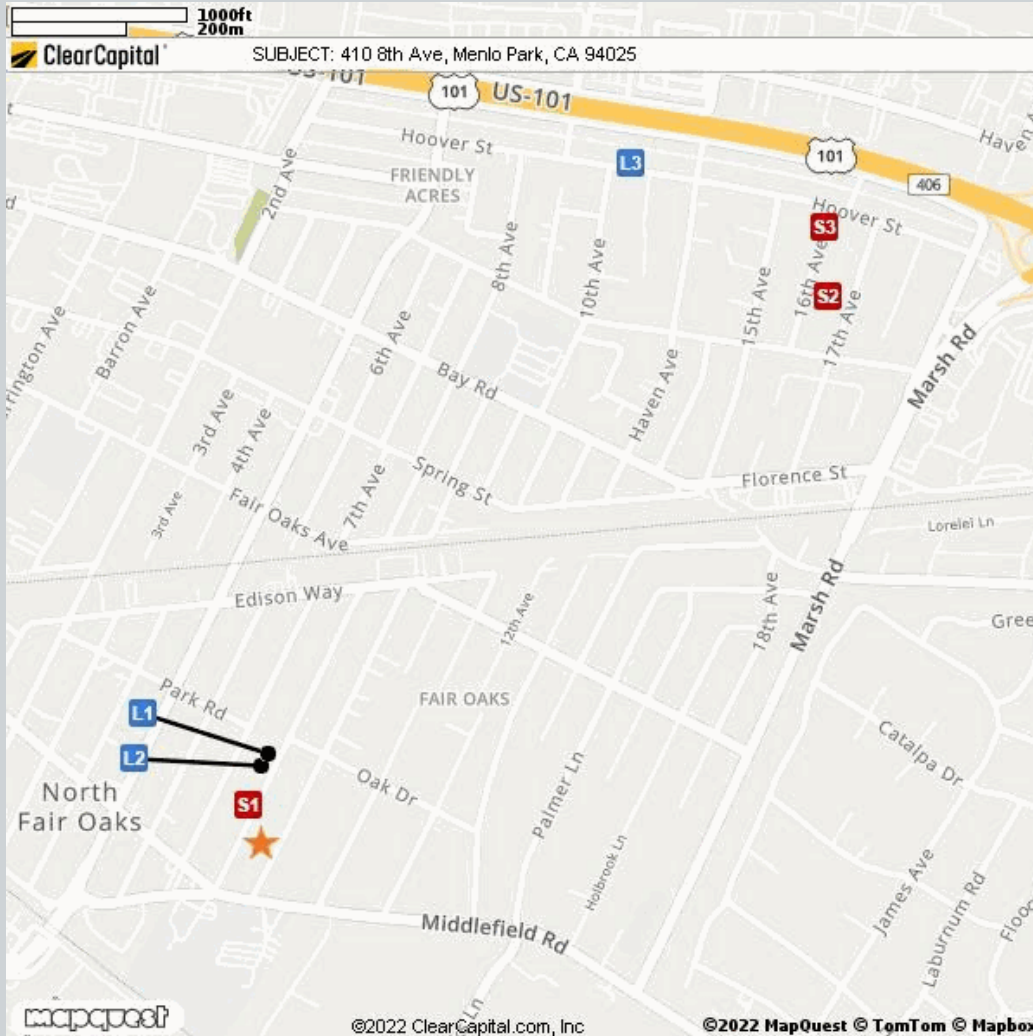 1000ft
200m
ClearCapital
SUBJECT: 410 8th Ave, Menlo Park, CA 94025
US-101
101
US-101
Hoover St
FRIENDLY
ACRES
L3
101
Haven
406
Hoover St
2nd Ave
8th Ave
10th Ave
S3
16th Ave
S2
15th Ave
17th Ave
Barron Ave
6th Ave
Bay Rd
Haven Ave
Marsh Rd
3rd Ave
4th Ave
Spring St
Florence St
7th Ave
3rd Ave
Fair Oaks Ave
Lorelei Ln
Edison Way
12th Ave
18th Ave
Marsh Rd
Gree
Park Rd
L1
FAIR OAKS
L2
Catalpa Dr
North
Fair Oaks
S1
Oak Dr
Palmer Ln
Holbrook Ln
James Ave
Laburnum Rd
Floo
Middlefield Rd
Ln
mapquest
©2022 ClearCapital.com, Inc
©2022 MapQuest © TomTom © Mapbox